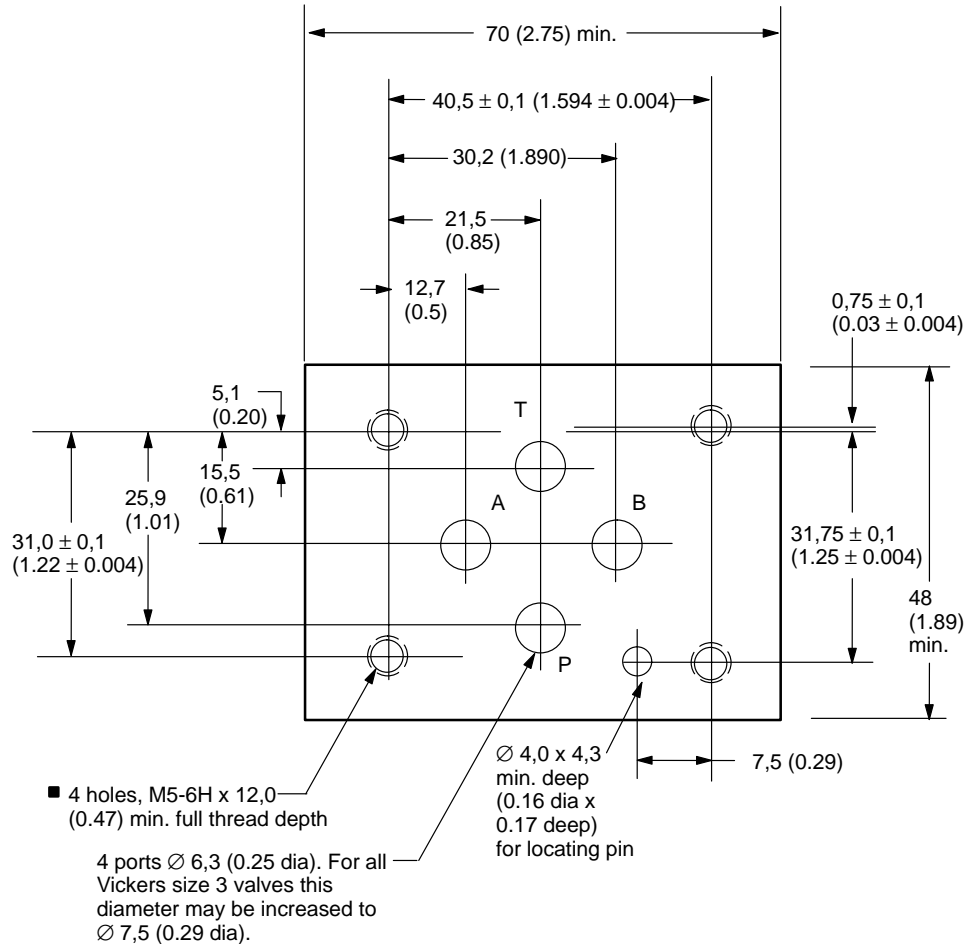 70 (2.75) min.
40,5 ± 0,1 (1.594 ± 0.004)
30,2 (1.890)
21,5
(0.85)
12,7
(0.5)
0,75 ± 0,1
(0.03 ± 0.004)
5,1
(0.20)
T
15,5
(0.61)
25,9
(1.01)
A
B
31,0 ± 0,1
(1.22 ± 0.004)
31,75 ± 0,1
(1.25 ± 0.004)
48
(1.89)
min.
P
7,5 (0.29)
∅ 4,0 x 4,3
min. deep
(0.16 dia x
0.17 deep)
for locating pin
■ 4 holes, M5-6H x 12,0
(0.47) min. full thread depth
4 ports ∅ 6,3 (0.25 dia). For all
Vickers size 3 valves this
diameter may be increased to
∅ 7,5 (0.29 dia).